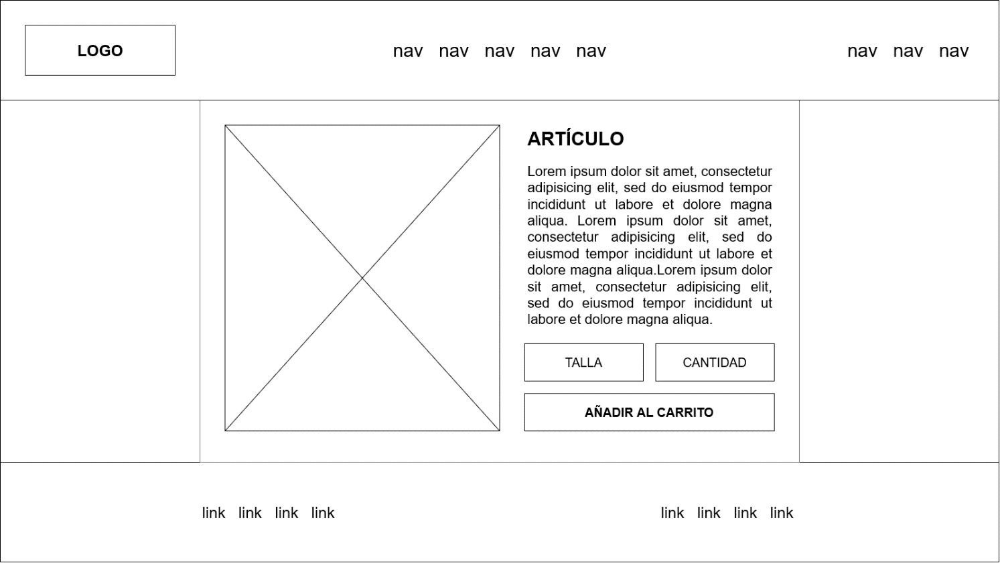 LOGO
nav nav nav nav nav
nav nav nav
ARTÍCULO
Lorem ipsum dolor sit amet, consectetur
adipisicing elit, sed do eiusmod tempor
incididunt ut labore et dolore magna
aliqua. Lorem ipsum dolor sit amet,
consectetur adipisicing elit, sed do
eiusmod tempor incididunt ut labore et
dolore magna aliqua.Lorem ipsum dolor
sit amet, consectetur adipisicing elit,
sed do eiusmod tempor incididunt ut
labore et dolore magna aliqua.
TALLA
CANTIDAD
AÑADIR AL CARRITO
link link link link
link link link link